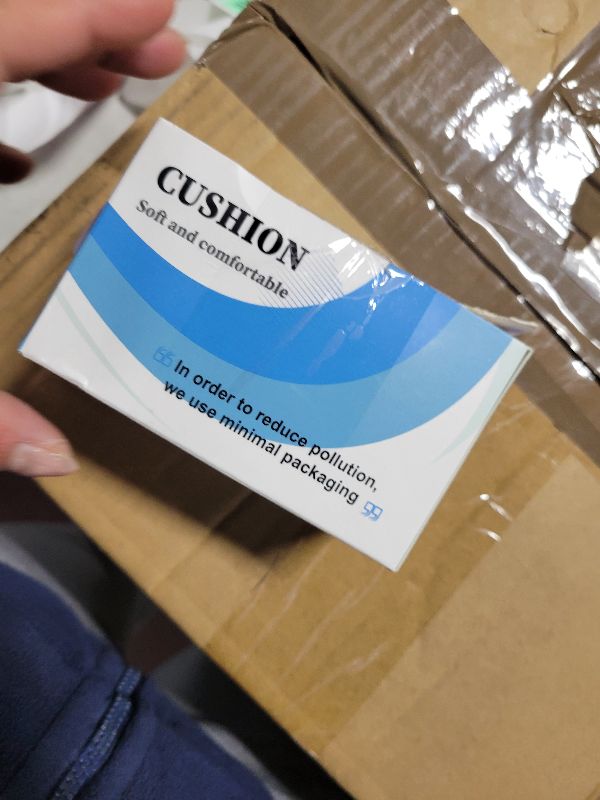 CUSHION
Soft and comfortable
“ In order to reduce pollution,
we use minimal packaging ”